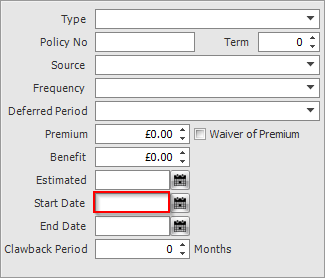 Type
Policy No Term 0
Source
Frequency
Deferred Period
Premium £0.00 Waiver of Premium
Benefit £0.00
Estimated
Start Date
End Date
Clawback Period 0 Months